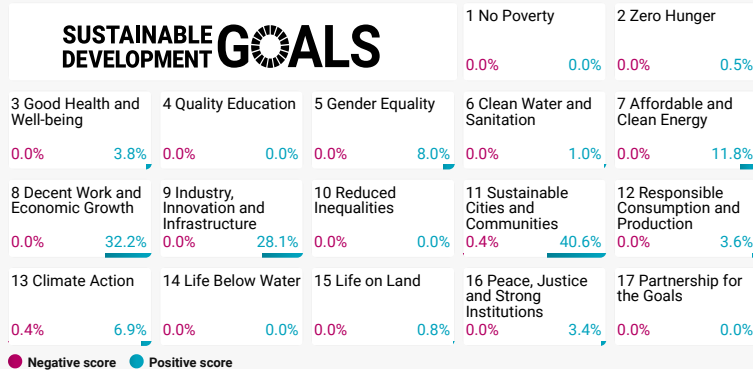 SUSTAINABLE
DEVELOPMENT
GOALS
1 No Poverty
0.0% 0.0%
2 Zero Hunger
0.0% 0.5%
3 Good Health and
Well-being
0.0% 3.8%
4 Quality Education
0.0% 0.0%
5 Gender Equality
0.0% 8.0%
6 Clean Water and
Sanitation
0.0% 1.0%
7 Affordable and
Clean Energy
0.0% 11.8%
8 Decent Work and
Economic Growth
0.0% 32.2%
9 Industry,
Innovation and
Infrastructure
0.0% 28.1%
10 Reduced
Inequalities
0.0% 0.0%
11 Sustainable
Cities and
Communities
0.4% 40.6%
12 Responsible
Consumption and
Production
0.0% 3.6%
13 Climate Action
0.4% 6.9%
14 Life Below Water
0.0% 0.0%
15 Life on Land
0.0% 0.8%
16 Peace, Justice
and Strong
Institutions
0.0% 3.4%
17 Partnership for
the Goals
0.0% 0.0%
Negative score Positive score